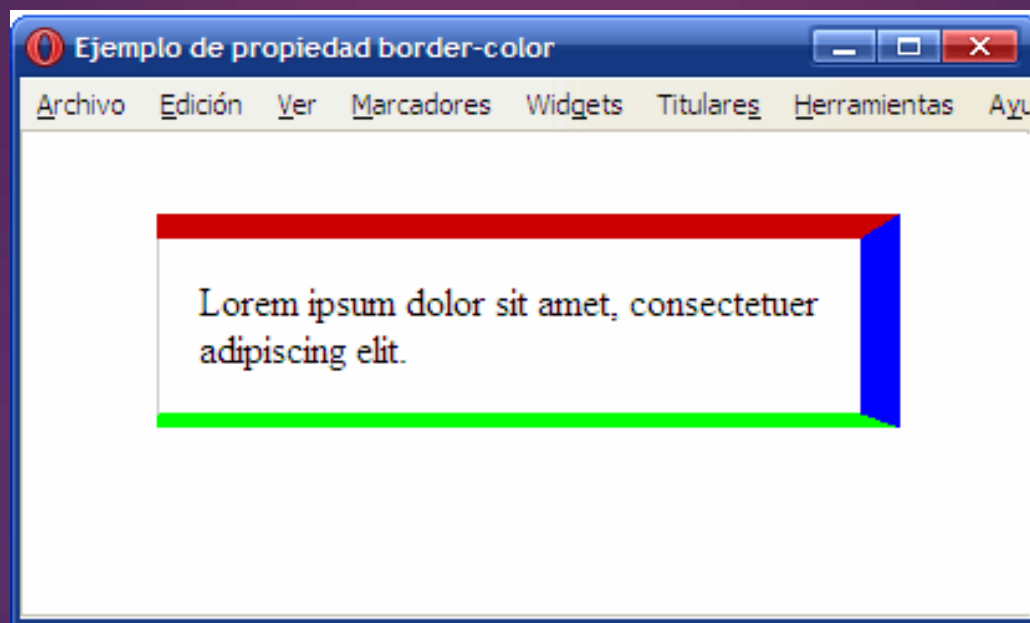 Ejemplo de propiedad border-color
Archivo Edición Ver Marcadores Widgets Titulares Herramientas Ayu
Lorem ipsum dolor sit amet, consectetuer
adipiscing elit.